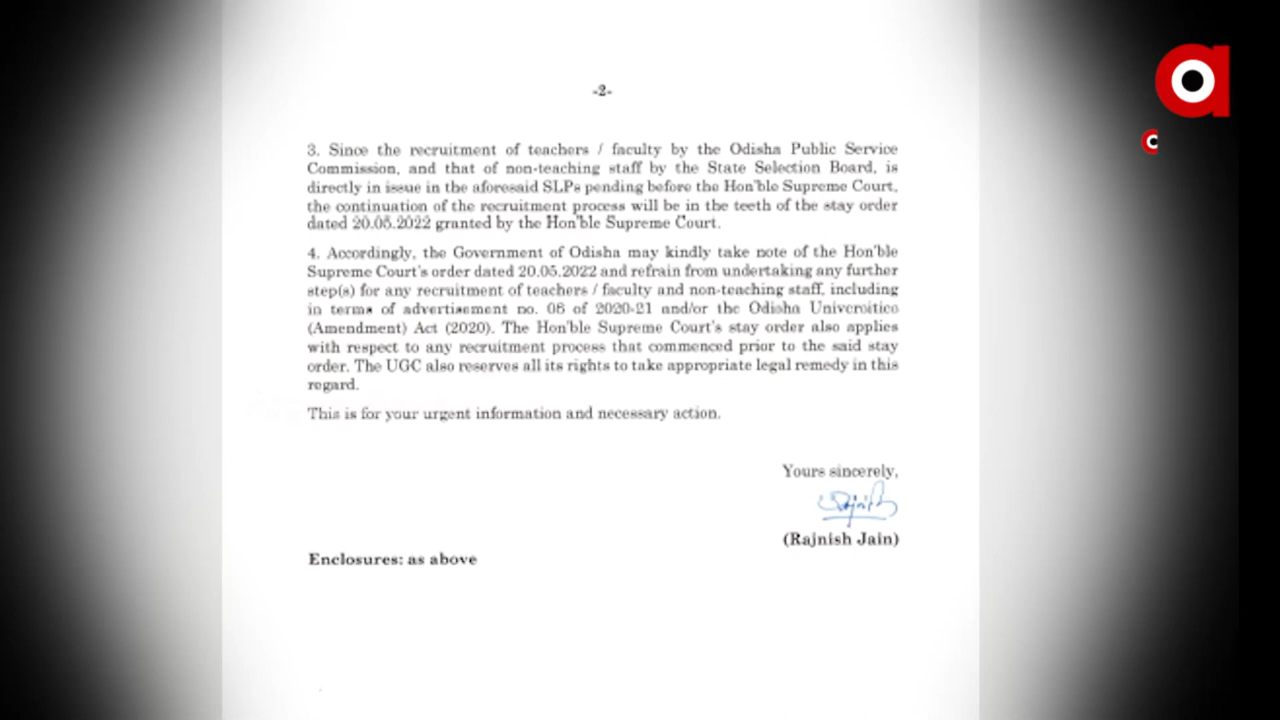 -2-
3. Since the recruitment of teachers / faculty by the Odisha Public Service
Commission, and that of non-teaching staff by the State Selection Board, is
directly in issue in the aforesaid SLPs pending before the Hon'ble Supreme Court,
the continuation of the recruitment process will be in the teeth of the stay order
dated 20.05.2022 granted by the Hon'ble Supreme Court.
4. Accordingly, the Government of Odisha may kindly take note of the Hon'ble
Supreme Court's order dated 20.05.2022 and refrain from undertaking any further
step(s) for any recruitment of teachers / faculty and non-teaching staff, including
in terms of advertisement no. 06 of 2020-21 and/or the Odisha Universities
(Amendment) Act (2020). The Hon'ble Supreme Court's stay order also applies
with respect to any recruitment process that commenced prior to the said stay
order. The UGC also reserves all its rights to take appropriate legal remedy in this
regard.
This is for your urgent information and necessary action.
Yours sincerely,
(Rajnish Jain)
Enclosures: as above